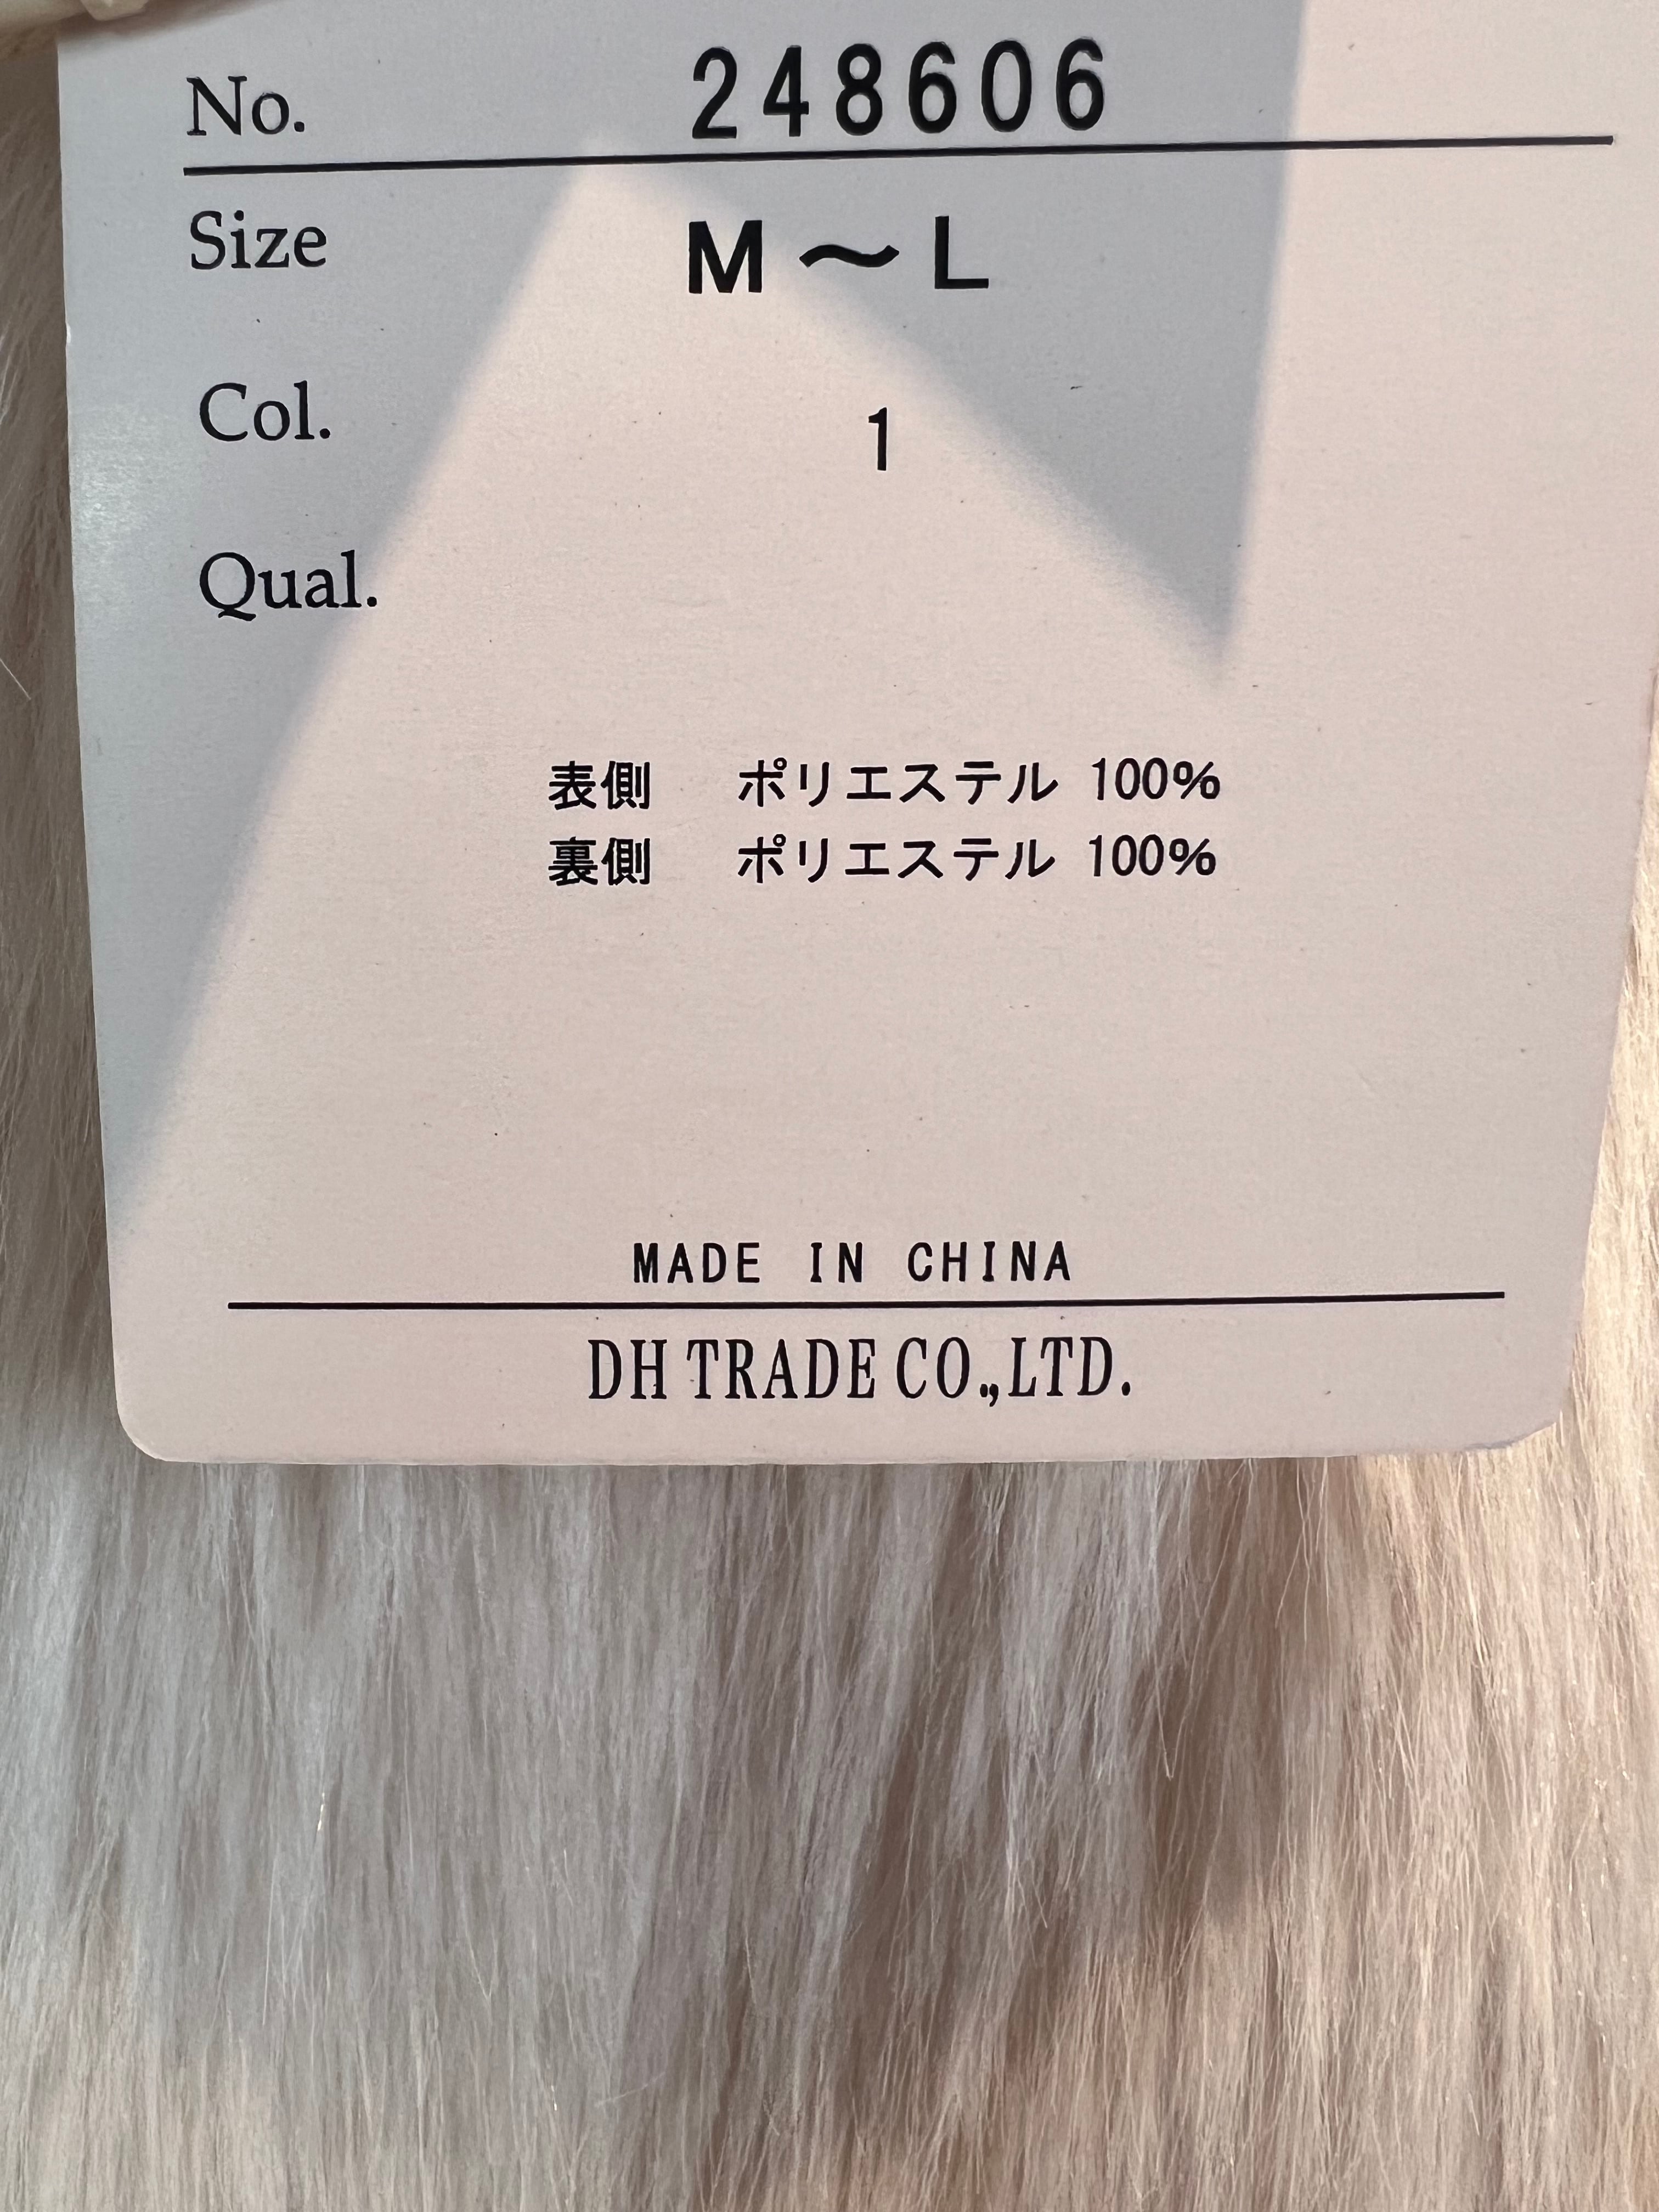 No. 248606
Size M～L
Col. 1
Qual.
表側 ポリエステル 100%
裏側 ポリエステル 100%
MADE IN CHINA
DH TRADE CO.,LTD.